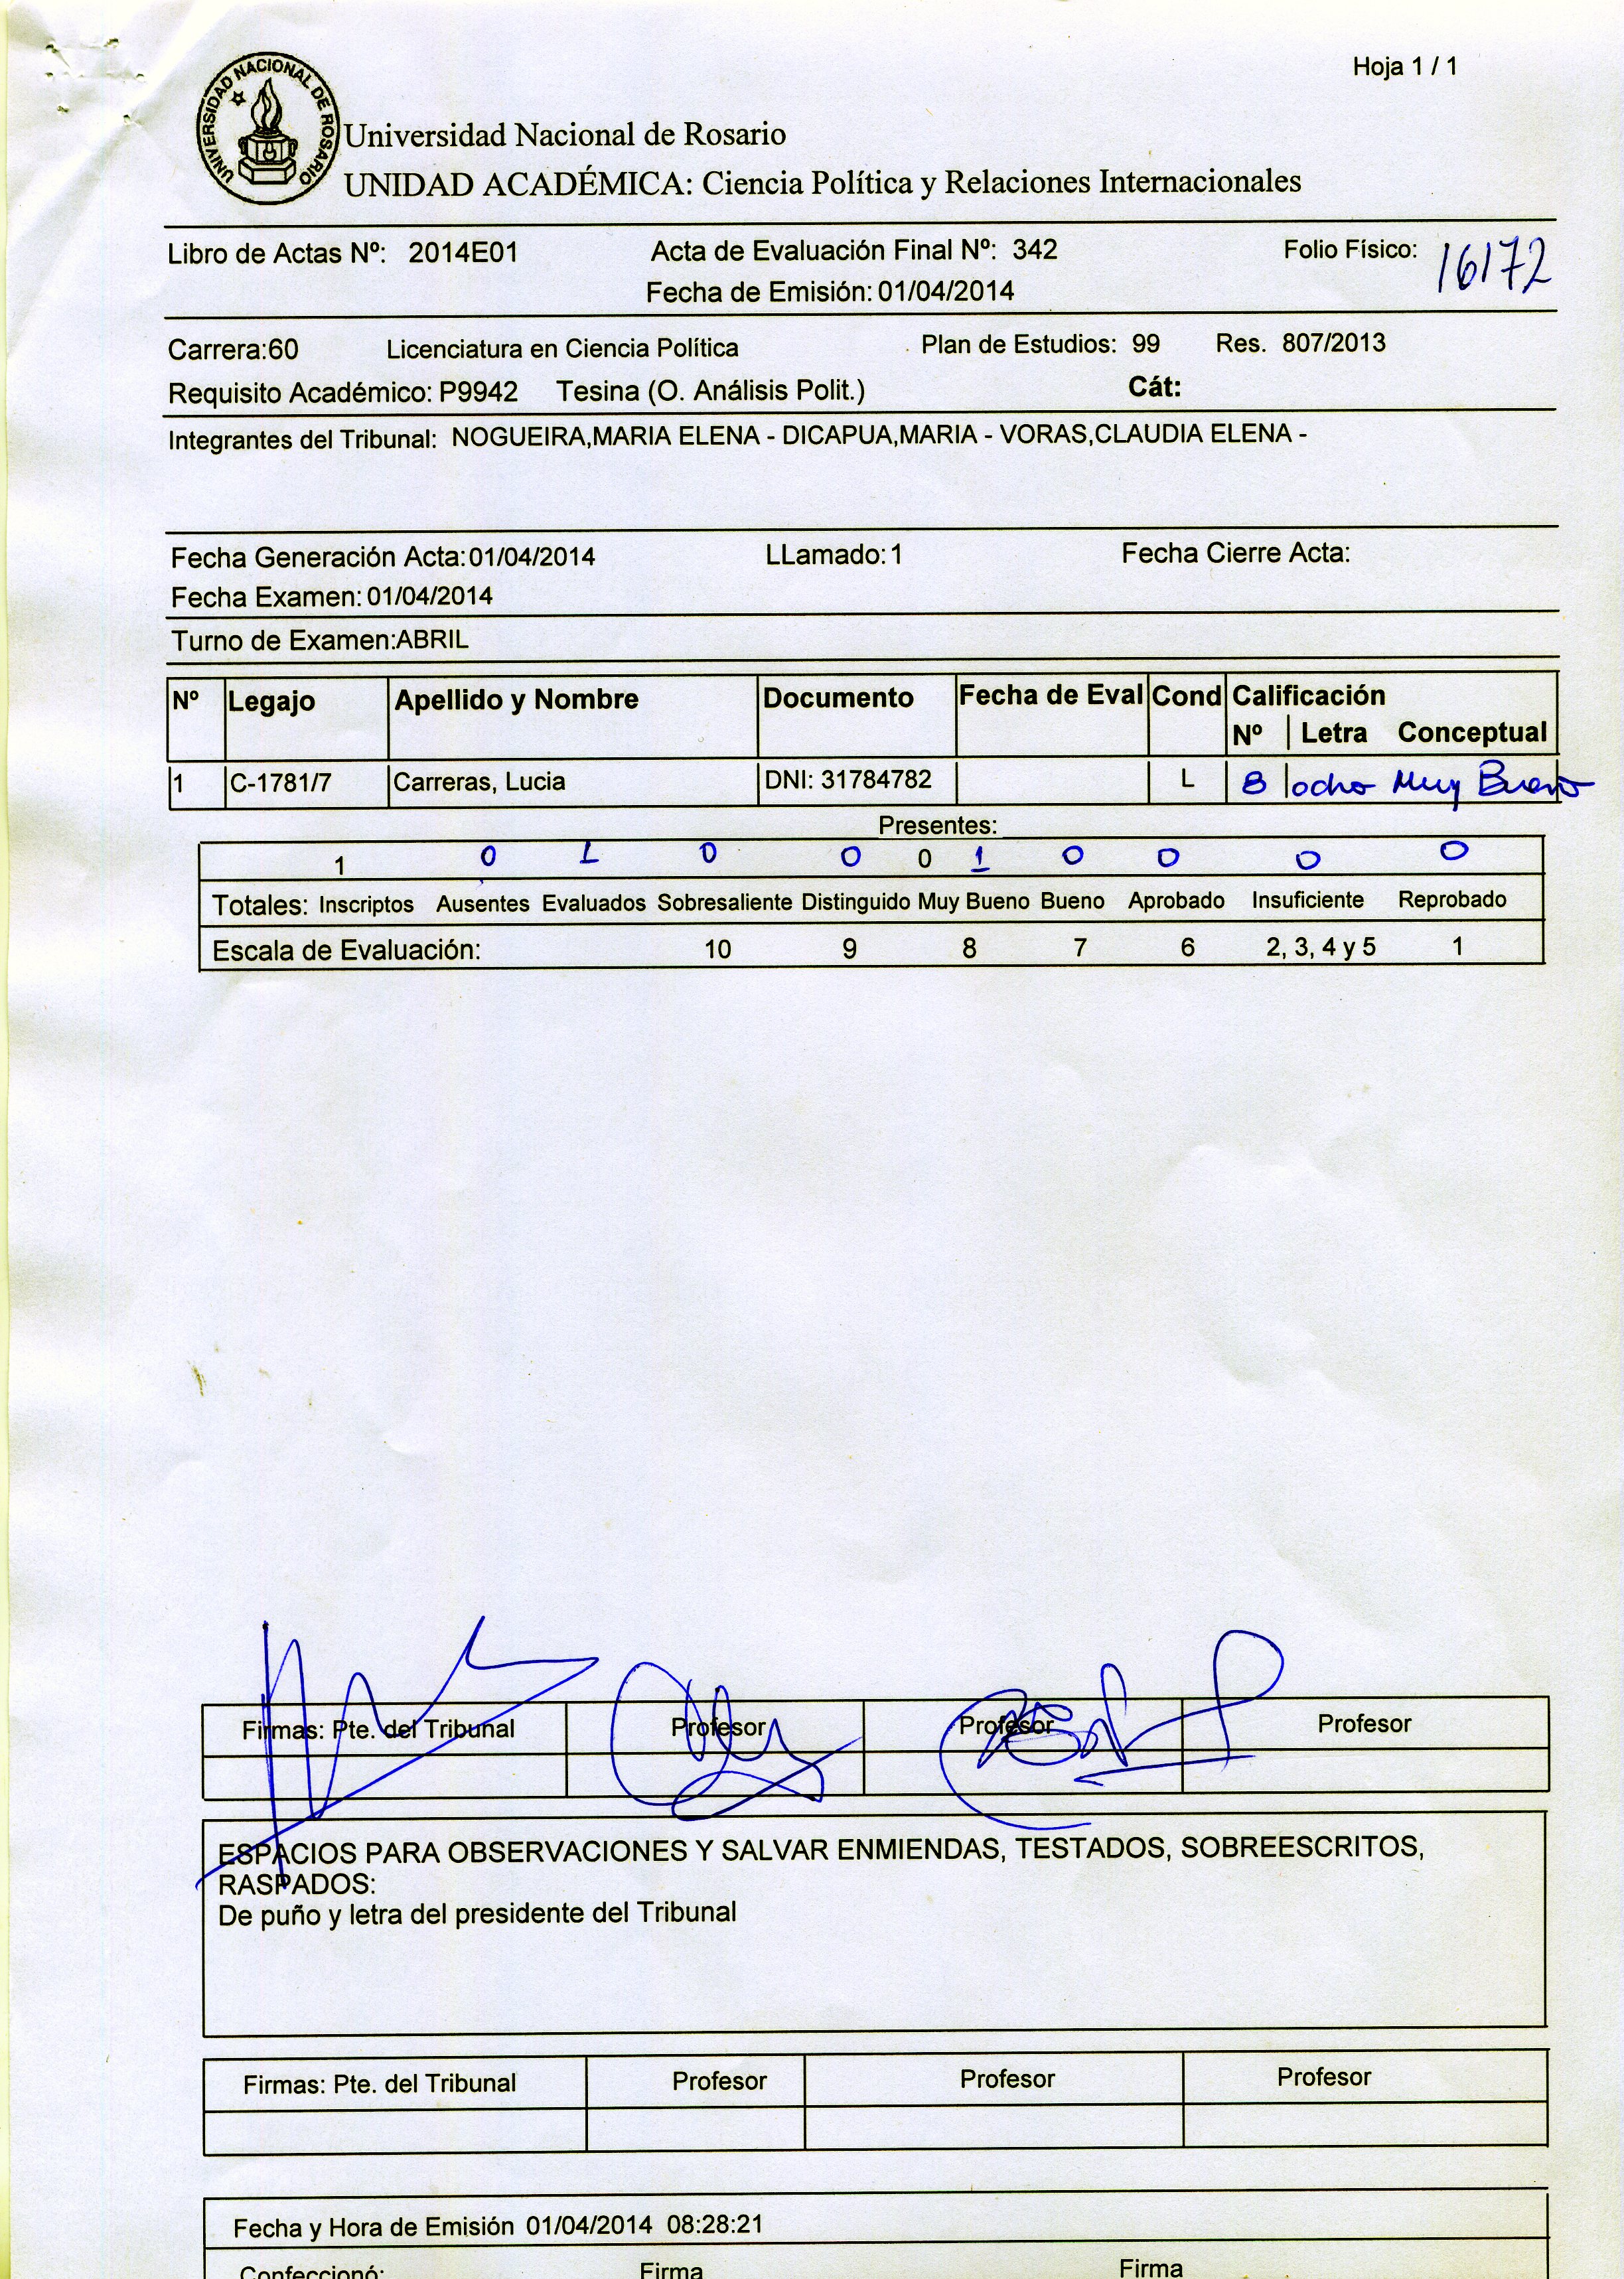 Hoja 1 / 1
UNIVERSIDAD NACIONAL DE ROSARIO
Universidad Nacional de Rosario
UNIDAD ACADÉMICA: Ciencia Política y Relaciones Internacionales
Libro de Actas Nº: 2014E01 Acta de Evaluación Final Nº: 342 Folio Físico: 16172
Fecha de Emisión: 01/04/2014
Carrera:60 Licenciatura en Ciencia Política Plan de Estudios: 99 Res. 807/2013
Requisito Académico: P9942 Tesina (O. Análisis Polit.) Cát:
Integrantes del Tribunal: NOGUEIRA,MARIA ELENA - DICAPUA,MARIA - VORAS,CLAUDIA ELENA -
Fecha Generación Acta: 01/04/2014 LLamado: 1 Fecha Cierre Acta:
Fecha Examen: 01/04/2014
Turno de Examen:ABRIL
Nº Legajo Apellido y Nombre Documento Fecha de Eval Cond Calificación
Nº Letra Conceptual
1 C-1781/7 Carreras, Lucia DNI: 31784782 L 8 ocho Muy Bueno
Presentes:
1 0 1 0 0 0 1 0 0 0 0
Totales: Inscriptos Ausentes Evaluados Sobresaliente Distinguido Muy Bueno Bueno Aprobado Insuficiente Reprobado
Escala de Evaluación: 10 9 8 7 6 2, 3, 4 y 5 1
Firmas: Pte. del Tribunal Profesor Profesor Profesor
ESPACIOS PARA OBSERVACIONES Y SALVAR ENMIENDAS, TESTADOS, SOBREESCRITOS,
RASPADOS:
De puño y letra del presidente del Tribunal
Firmas: Pte. del Tribunal Profesor Profesor Profesor
Fecha y Hora de Emisión 01/04/2014 08:28:21
Confeccionó: Firma Firma